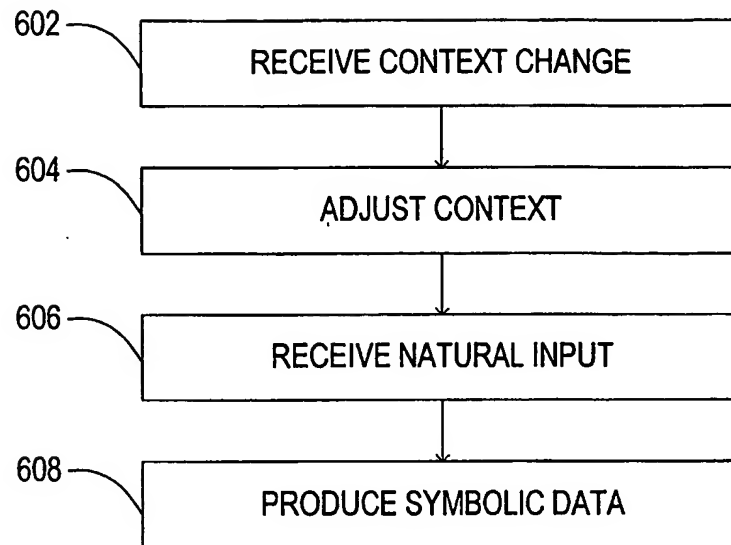 602
RECEIVE CONTEXT CHANGE
604
ADJUST CONTEXT
606
RECEIVE NATURAL INPUT
608
PRODUCE SYMBOLIC DATA